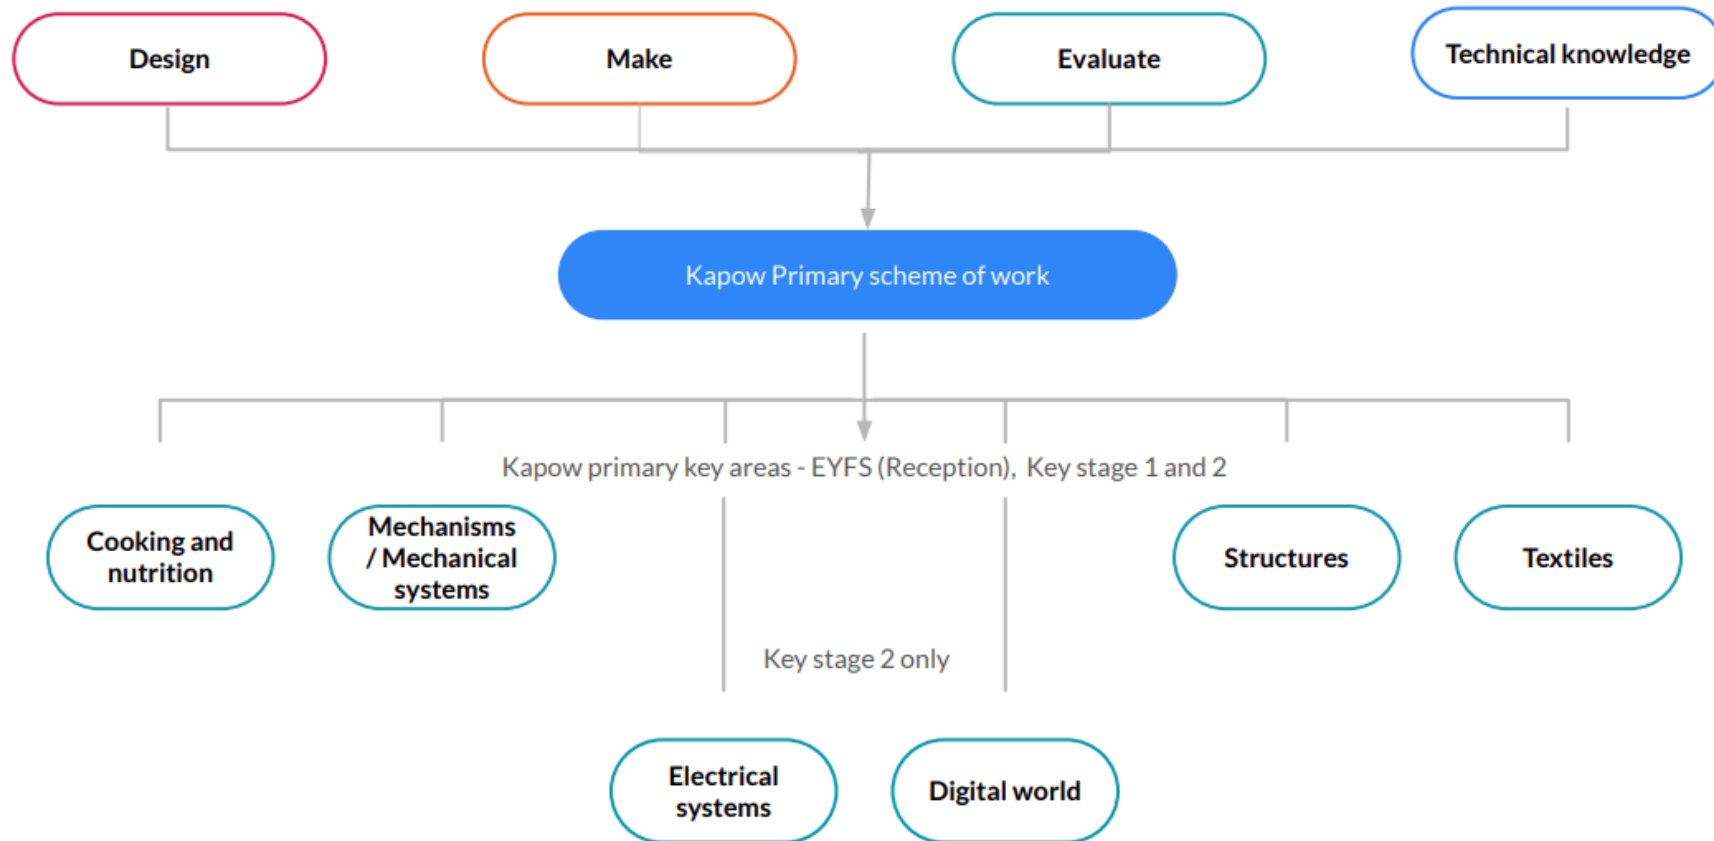 Design
Make
Evaluate
Technical knowledge
Kapow Primary scheme of work
Kapow primary key areas - EYFS (Reception), Key stage 1 and 2
Cooking and
nutrition
Mechanisms
/ Mechanical
systems
Structures
Textiles
Key stage 2 only
Electrical
systems
Digital world